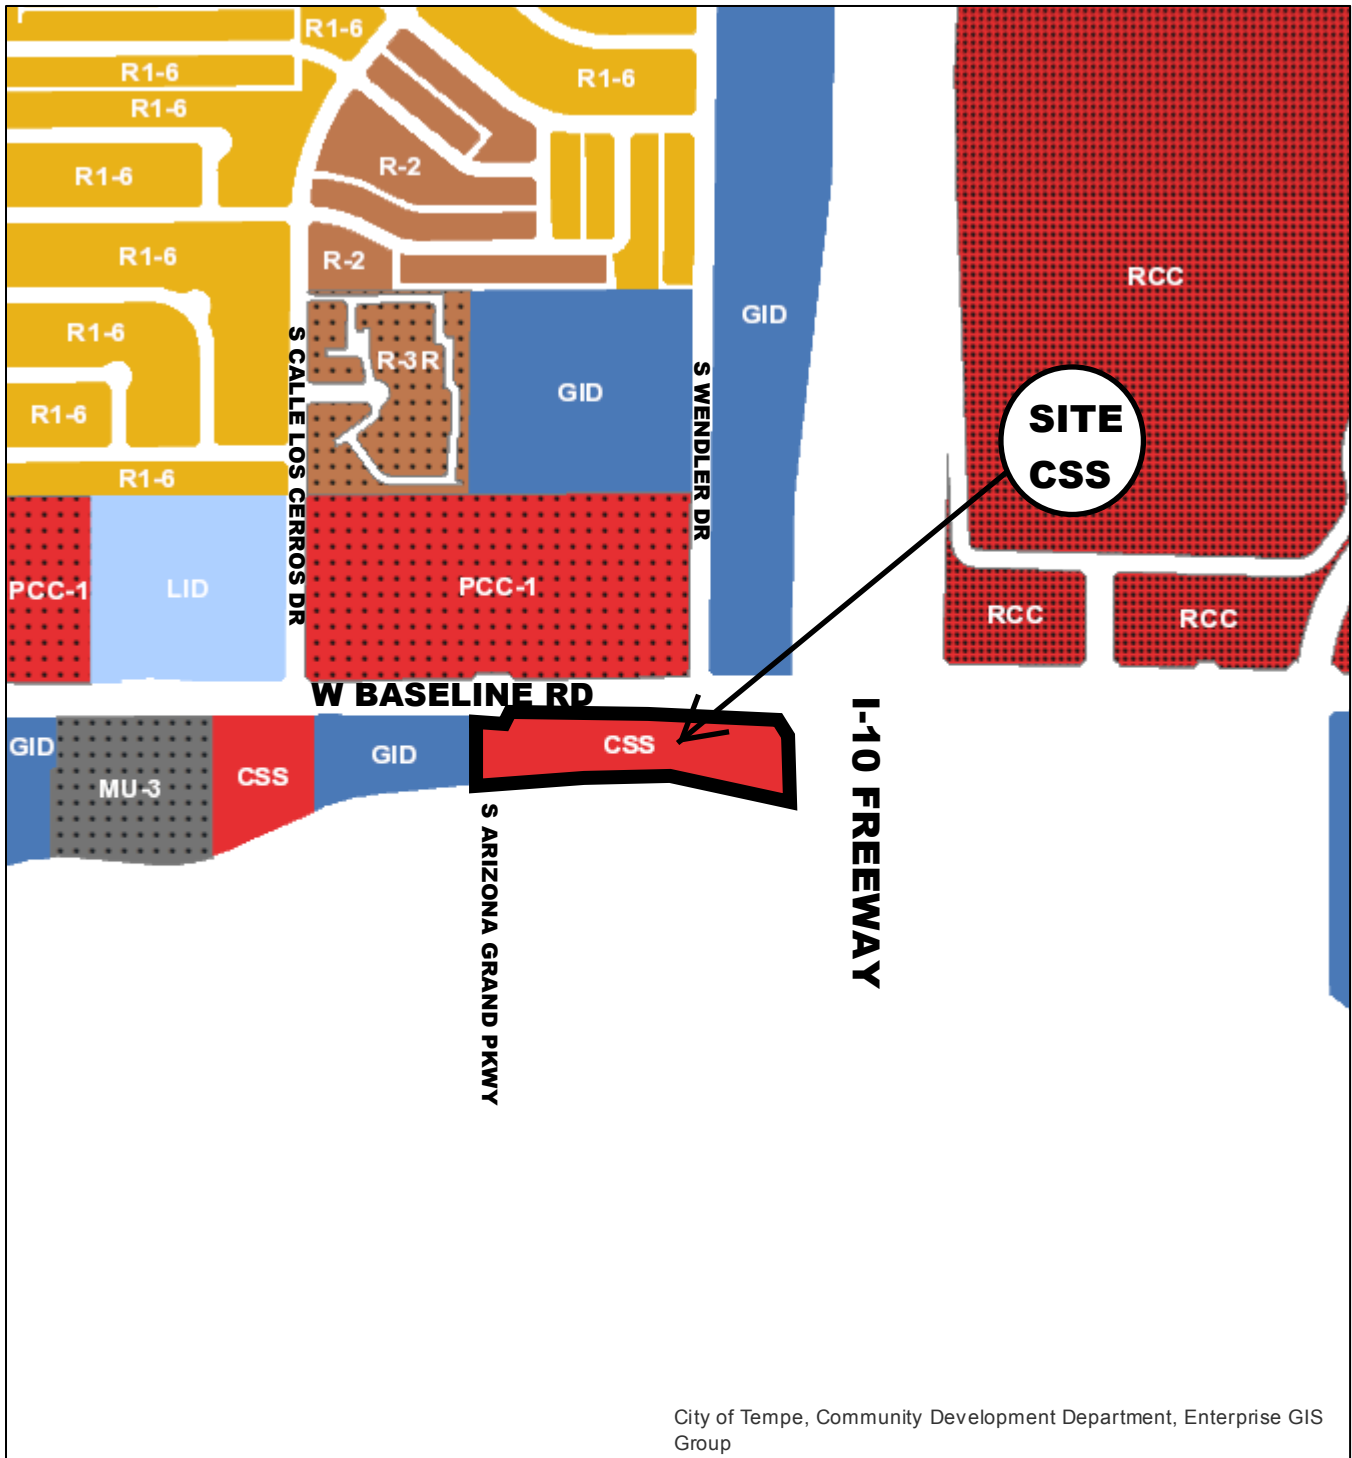 R1-6
R1-6
R1-6
R1-6
R1-6
R-2
R1-6
R-2
RCC
GID
R1-6
R-3R
GID
R1-6
R1-6
S CALLE LOS CERROS DR
S WENDLER DR
SITE
CSS
PCC-1
LID
PCC-1
RCC
RCC
W BASELINE RD
GID
MU-3
CSS
GID
CSS
I-10 FREEWAY
S ARIZONA GRAND PKWY
City of Tempe, Community Development Department, Enterprise GIS
Group